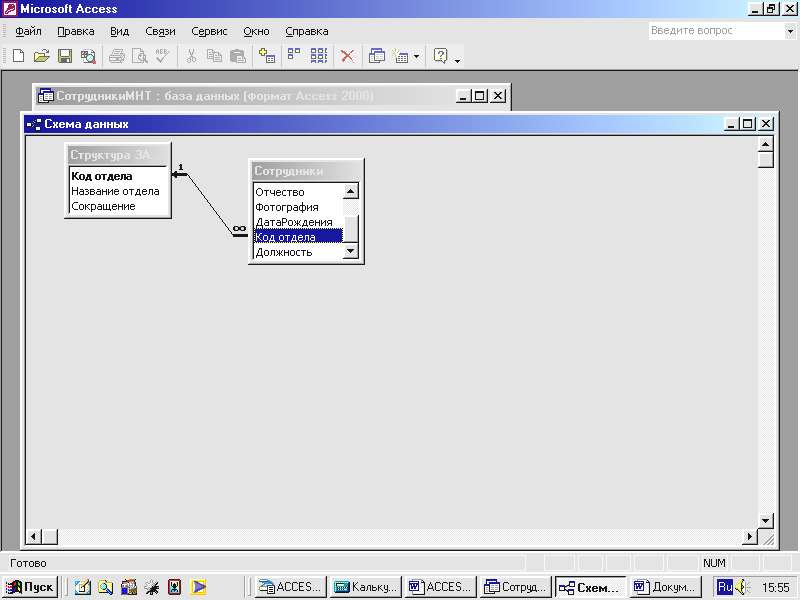 Microsoft Access
Файл Правка Вид Связи Сервис Окно Справка
Введите вопрос
СотрудникиМНТ : база данных (формат Access 2000)
Схема данных
Структура ЗА...
Код отдела
Название отдела
Сокращение
1
∞
Сотрудники
Отчество
Фотография
ДатаРождения
Код отдела
Должность
Готово
NUM
Пуск
ACCES...
Кальку...
ACCES...
Сотруд...
Схем...
Докум...
Ru
15:55